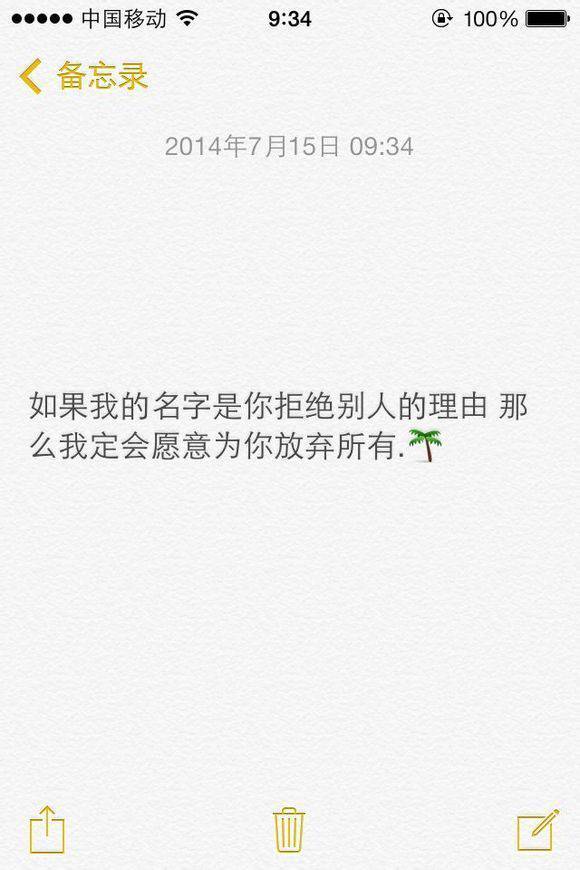 中国移动 9:34 100%
备忘录
2014年7月15日 09:34
如果我的名字是你拒绝别人的理由 那
么我定会愿意为你放弃所有.🌴